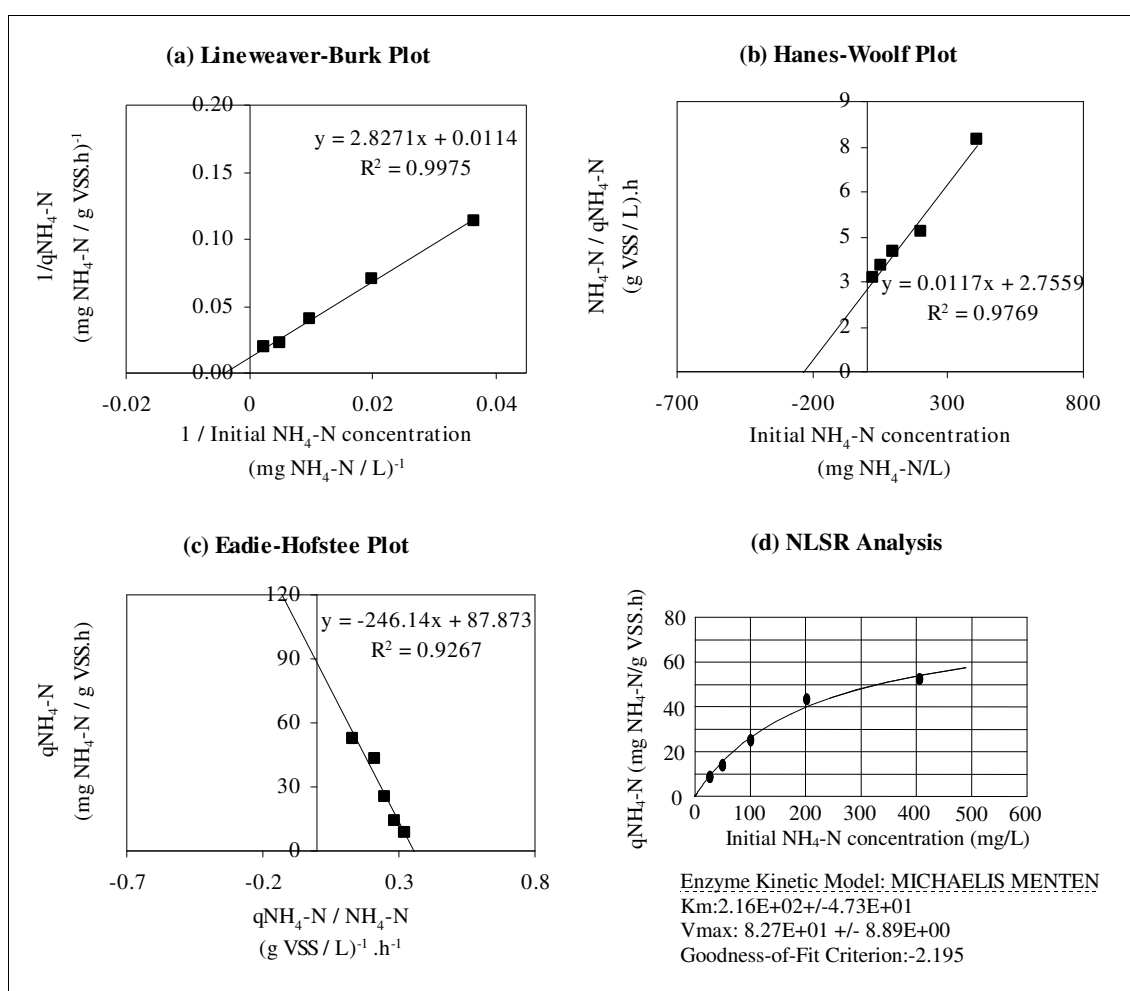 (a) Lineweaver-Burk Plot
0.20
0.15
0.10
0.05
0.00
y = 2.8271x + 0.0114
R² = 0.9975
1/qNH₄-N
(mg NH₄-N / g VSS.h)⁻¹
-0.02
0
0.02
0.04
1 / Initial NH₄-N concentration
(mg NH₄-N / L)⁻¹
(b) Hanes-Woolf Plot
9
8
6
5
3
2
0
y = 0.0117x + 2.7559
R² = 0.9769
NH₄-N / qNH₄-N
(g VSS / L).h
-700
-200
300
800
Initial NH₄-N concentration
(mg NH₄-N/L)
(c) Eadie-Hofstee Plot
120
90
60
30
0
y = -246.14x + 87.873
R² = 0.9267
qNH₄-N
(mg NH₄-N / g VSS.h)
-0.7
-0.2
0.3
0.8
qNH₄-N / NH₄-N
(g VSS / L)⁻¹ .h⁻¹
(d) NLSR Analysis
80
60
40
20
0
qNH₄-N (mg NH₄-N/g VSS.h)
0
100
200
300
400
500
600
Initial NH₄-N concentration (mg/L)
Enzyme Kinetic Model: MICHAELIS MENTEN
Km:2.16E+02+/-4.73E+01
Vmax: 8.27E+01 +/- 8.89E+00
Goodness-of-Fit Criterion:-2.195